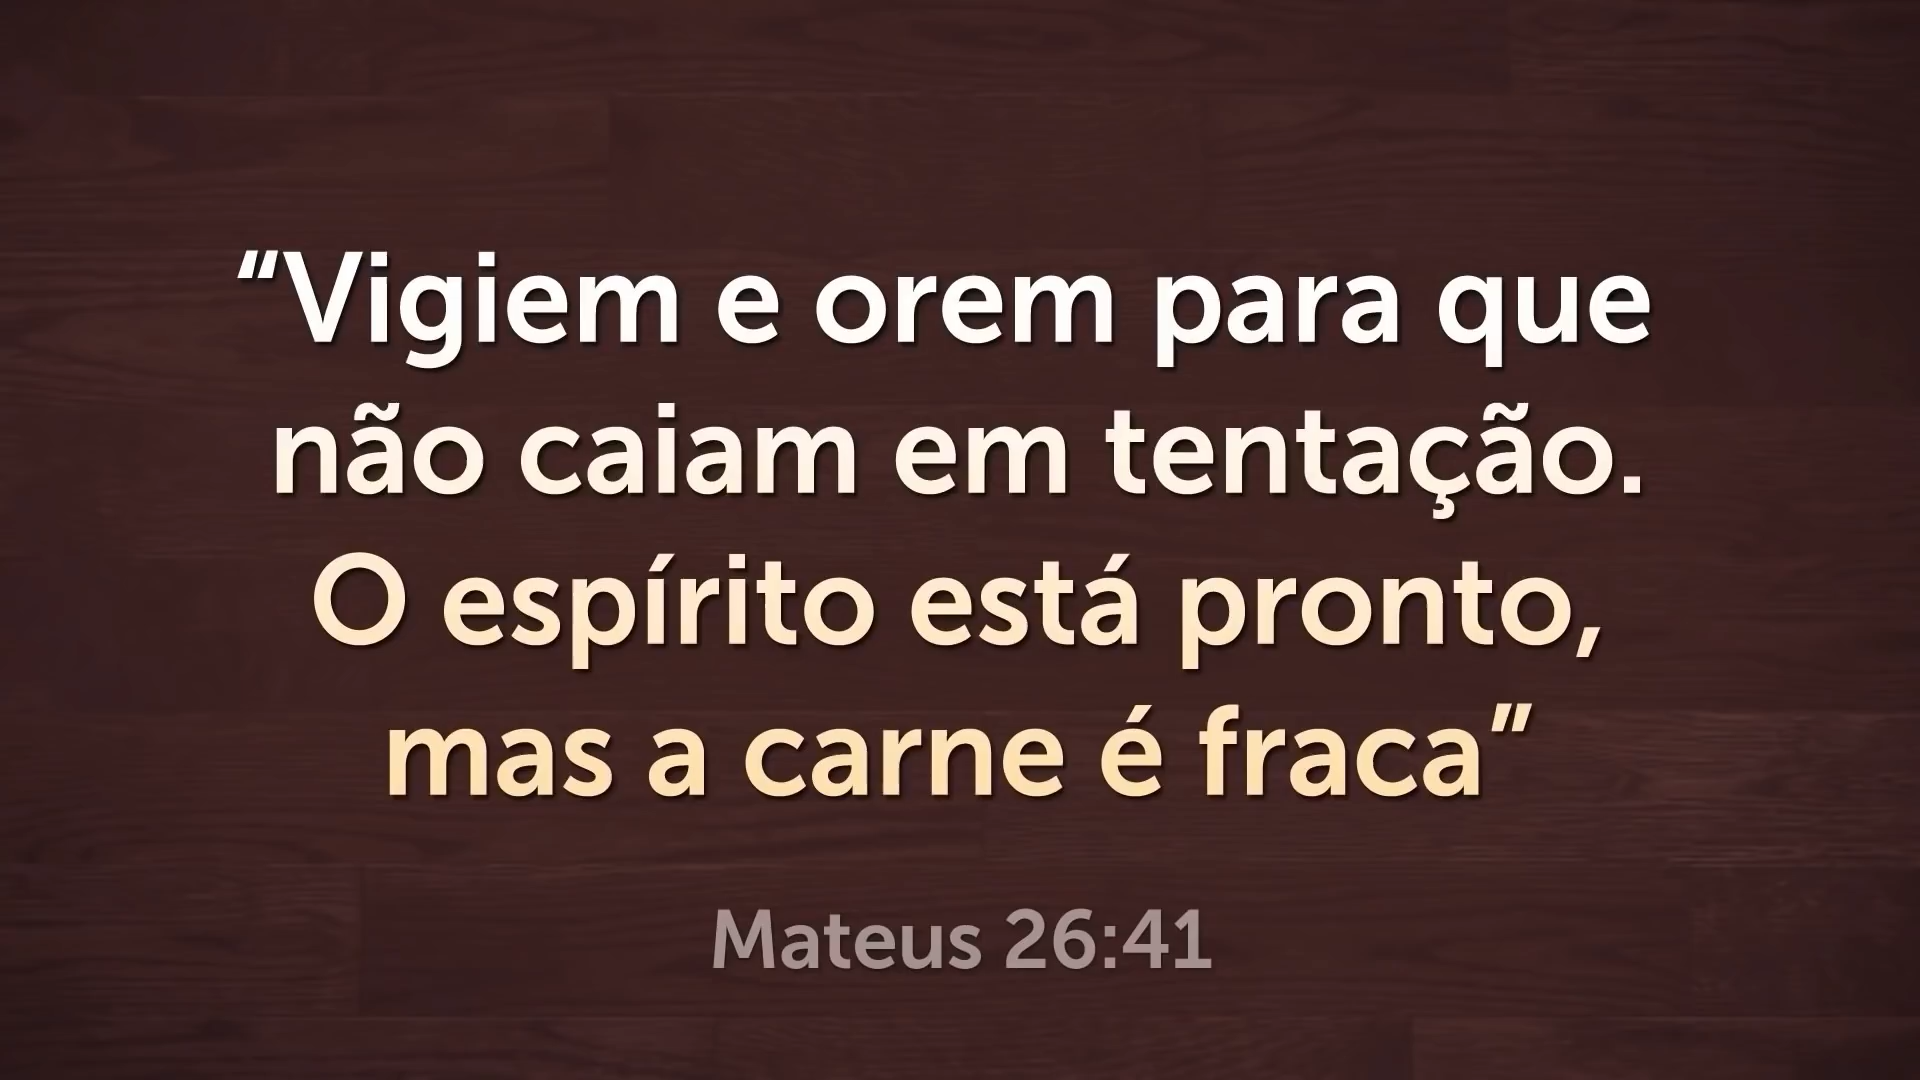 “Vigiem e orem para que
não caiam em tentação.
O espírito está pronto,
mas a carne é fraca”
Mateus 26:41